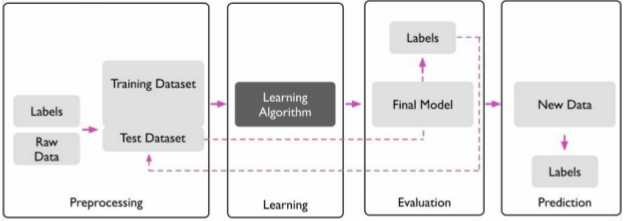 Labels
Raw
Data
Training Dataset
Test Dataset
Preprocessing
Learning
Algorithm
Learning
Labels
Final Model
Evaluation
New Data
Labels
Prediction